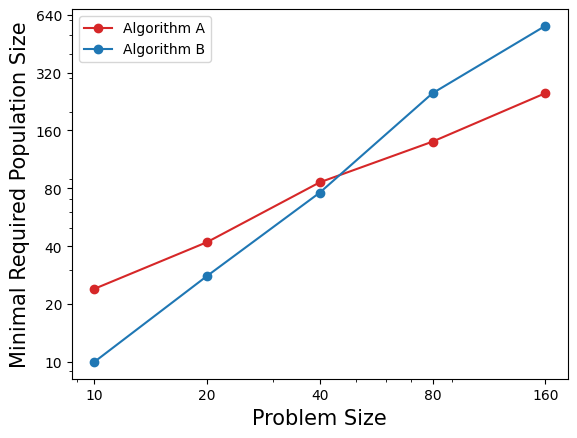 Algorithm A
Algorithm B
Minimal Required Population Size
640
320
160
80
40
20
10
10 20 40 80 160
Problem Size